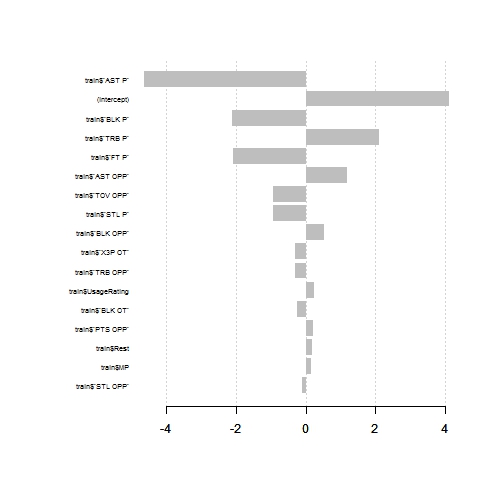 train$`AST P`
(Intercept)
train$`BLK P`
train$`TRB P`
train$`FT P`
train$`AST OPP`
train$`TOV OPP`
train$`STL P`
train$`BLK OPP`
train$`X3P OT`
train$`TRB OPP`
train$UsageRating
train$`BLK OT`
train$`PTS OPP`
train$Rest
train$MP
train$`STL OPP`
-4 -2 0 2 4